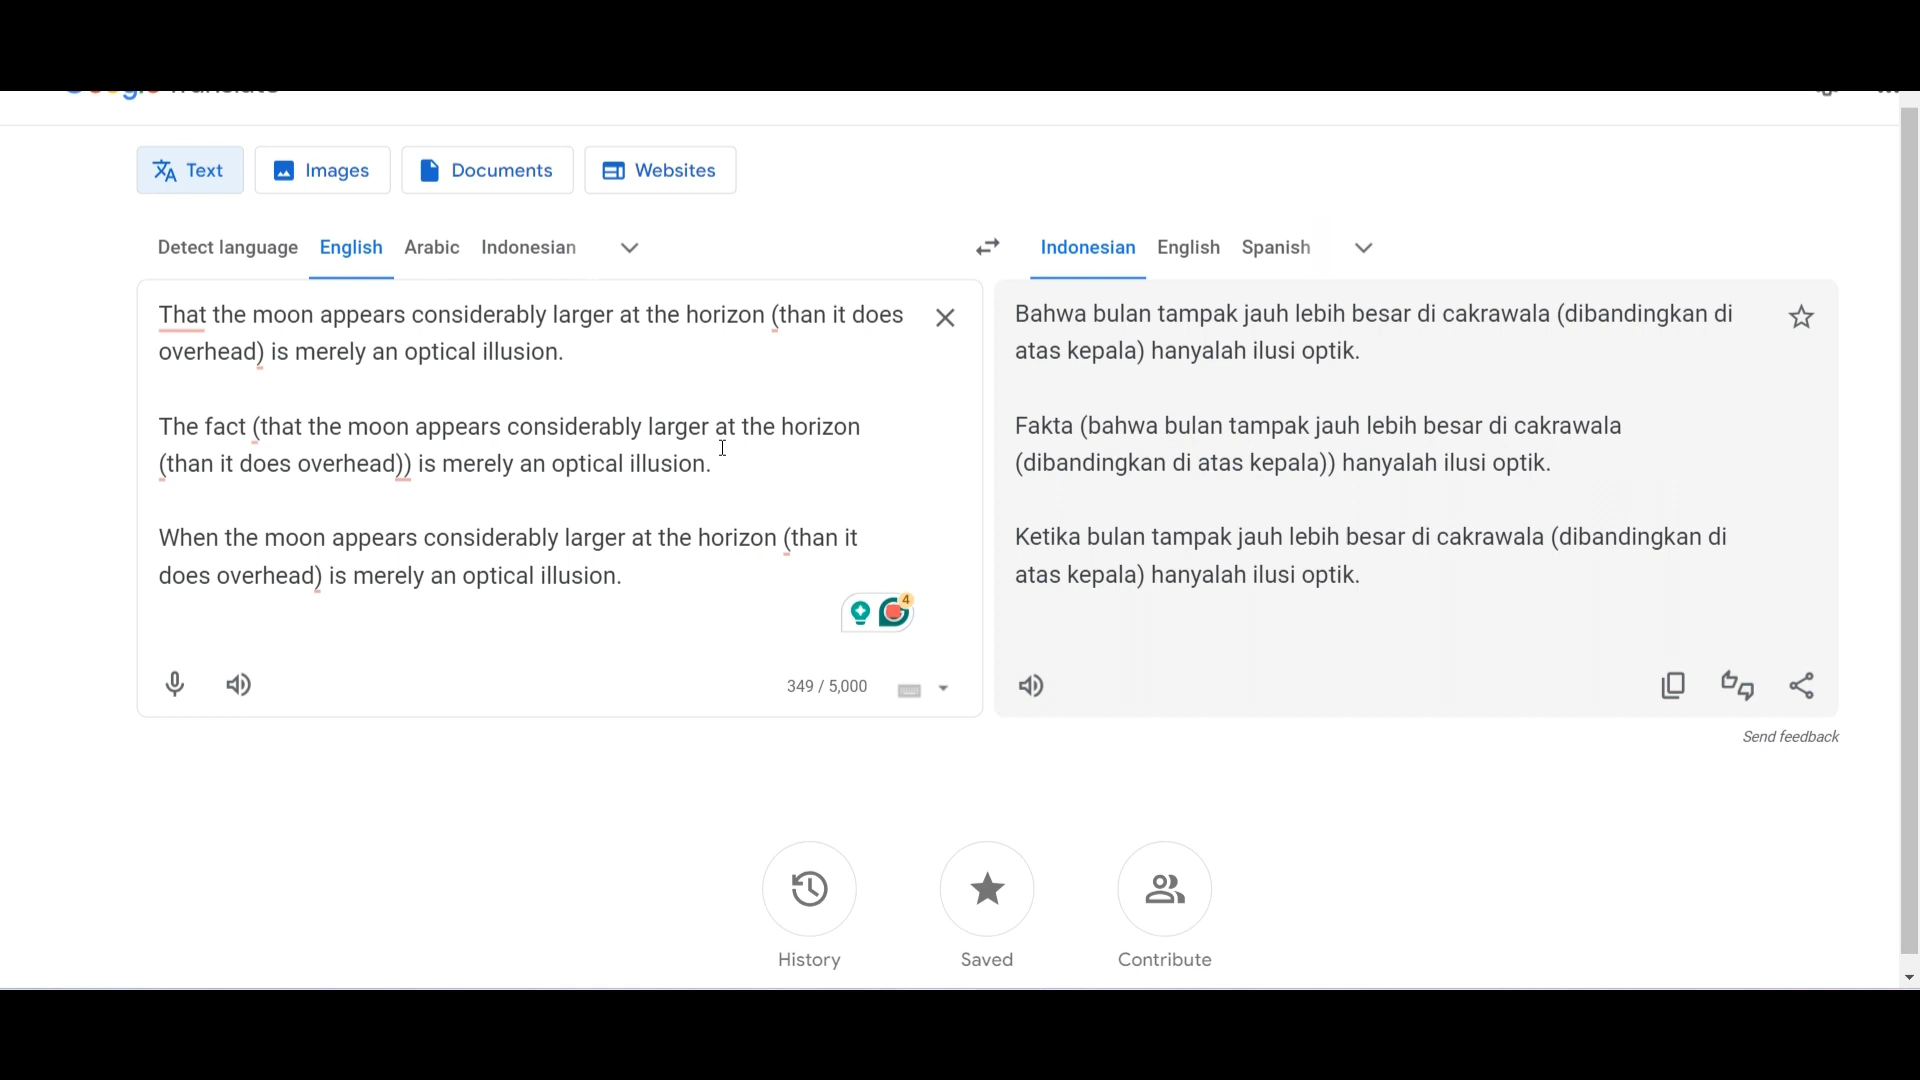 Text
Images
Documents
Websites
Detect language
English
Arabic
Indonesian
Indonesian
English
Spanish
That the moon appears considerably larger at the horizon (than it does
overhead) is merely an optical illusion.
The fact (that the moon appears considerably larger at the horizon
(than it does overhead)) is merely an optical illusion.
When the moon appears considerably larger at the horizon (than it
does overhead) is merely an optical illusion.
4
349 / 5,000
Bahwa bulan tampak jauh lebih besar di cakrawala (dibandingkan di
atas kepala) hanyalah ilusi optik.
Fakta (bahwa bulan tampak jauh lebih besar di cakrawala
(dibandingkan di atas kepala)) hanyalah ilusi optik.
Ketika bulan tampak jauh lebih besar di cakrawala (dibandingkan di
atas kepala) hanyalah ilusi optik.
Send feedback
History
Saved
Contribute